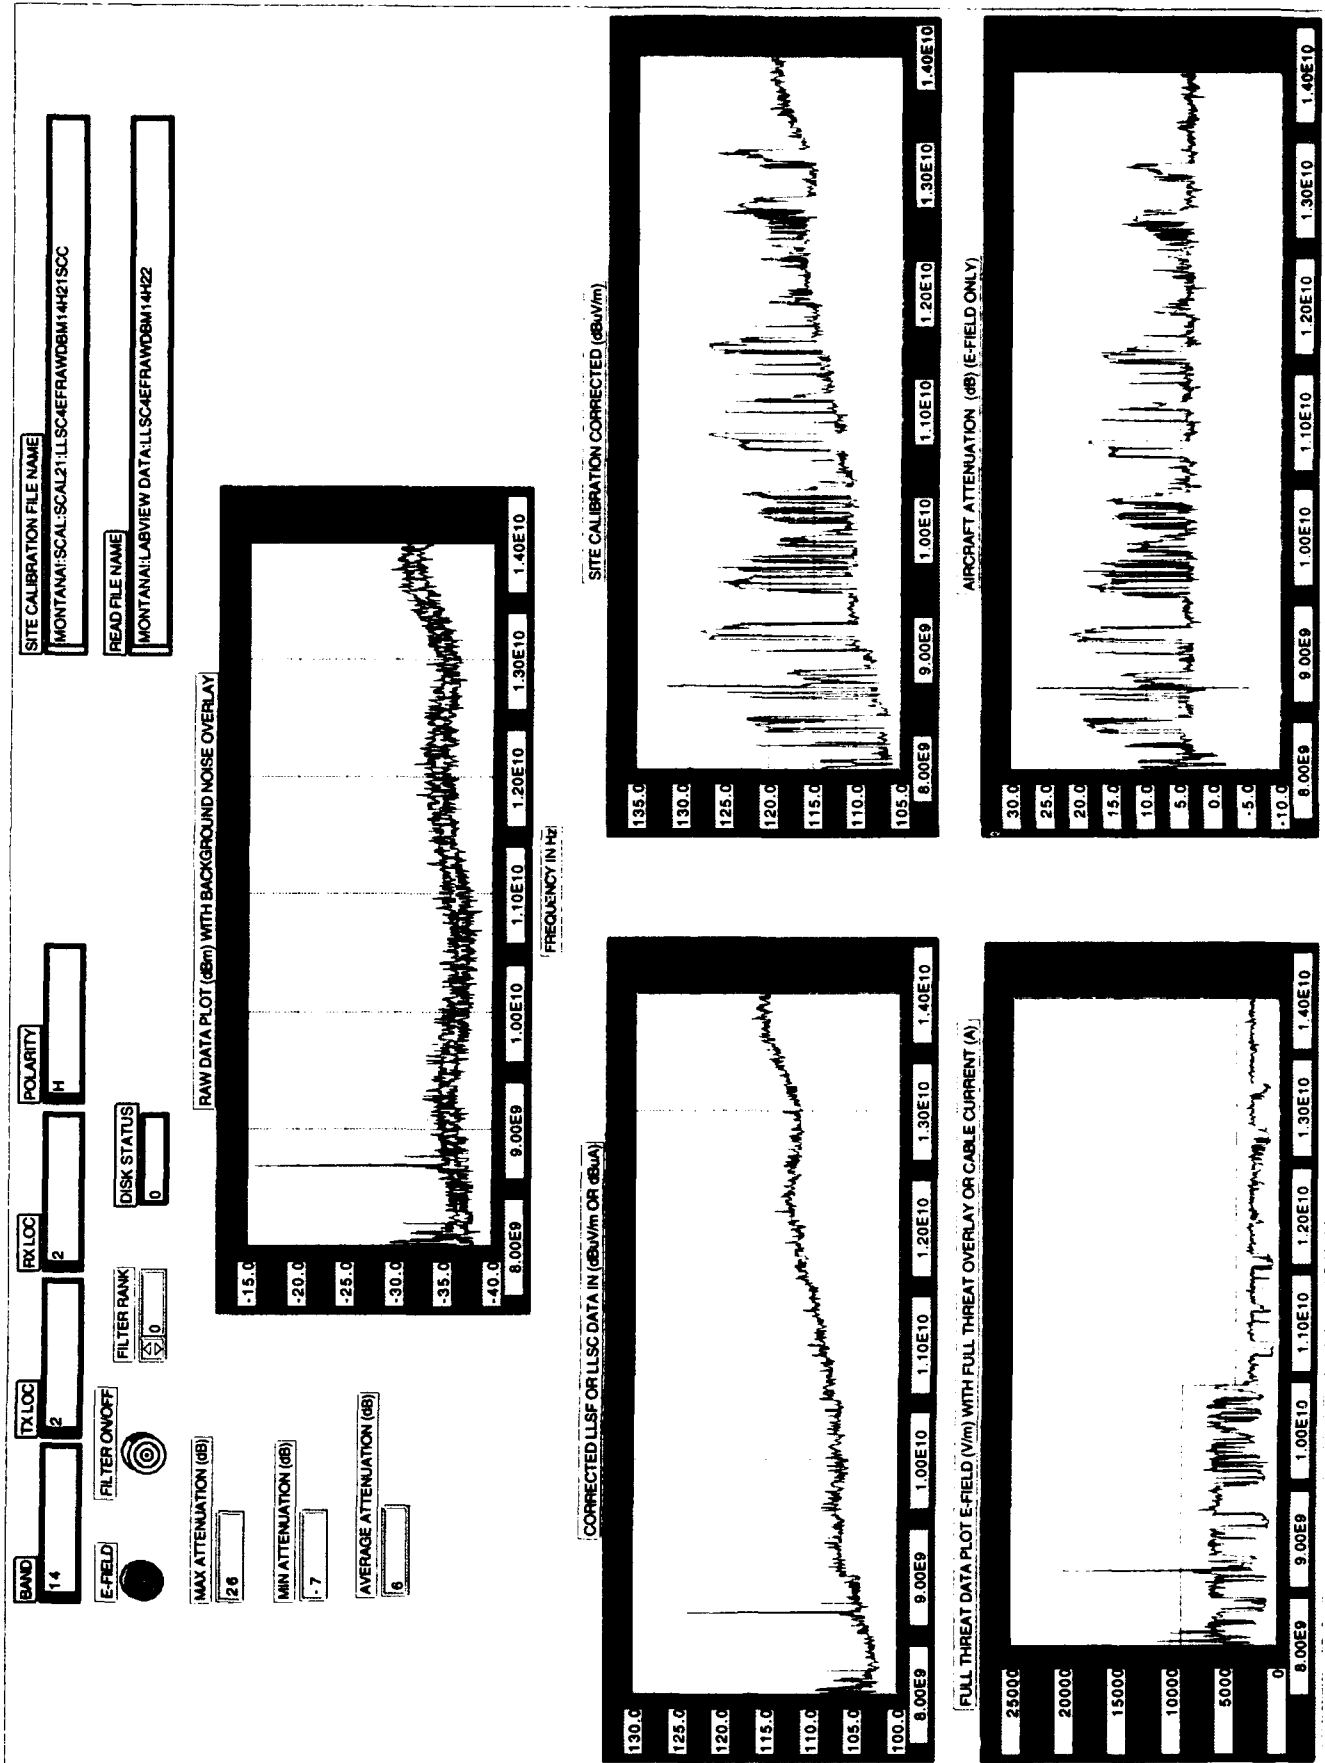 BAND
14
TX LOC
2
RX LOC
2
POLARITY
H
SITE CALIBRATION FILE NAME
MONTANAI:SCAL:SCAL21:LLSC4EFRAWDBM14H21SCC
E-FIELD
FILTER ON/OFF
FILTER RANK
0
DISK STATUS
0
READ FILE NAME
MONTANAI:LABVIEW DATA:LLSC4EFRAWDBM14H22
MAX ATTENUATION (dB)
26
MIN ATTENUATION (dB)
-7
AVERAGE ATTENUATION (dB)
6
RAW DATA PLOT (dBm) WITH BACKGROUND NOISE OVERLAY
-15.0
-20.0
-25.0
-30.0
-35.0
-40.0
8.00E9 9.00E9 1.00E10 1.10E10 1.20E10 1.30E10 1.40E10
FREQUENCY IN Hz
CORRECTED LLSF OR LLSC DATA IN (dBuV/m OR dBuA)
130.0
125.0
120.0
115.0
110.0
105.0
100.0
8.00E9 9.00E9 1.00E10 1.10E10 1.20E10 1.30E10 1.40E10
SITE CALIBRATION CORRECTED (dBuV/m)
135.0
130.0
125.0
120.0
115.0
110.0
105.0
8.00E9 9.00E9 1.00E10 1.10E10 1.20E10 1.30E10 1.40E10
FULL THREAT DATA PLOT E-FIELD (V/m) WITH FULL THREAT OVERLAY OR CABLE CURRENT (A)
25000
20000
15000
10000
5000
0
8.00E9 9.00E9 1.00E10 1.10E10 1.20E10 1.30E10 1.40E10
AIRCRAFT ATTENUATION (dB) (E-FIELD ONLY)
30.0
25.0
20.0
15.0
10.0
5.0
0.0
-5.0
-10.0
8.00E9 9.00E9 1.00E10 1.10E10 1.20E10 1.30E10 1.40E10